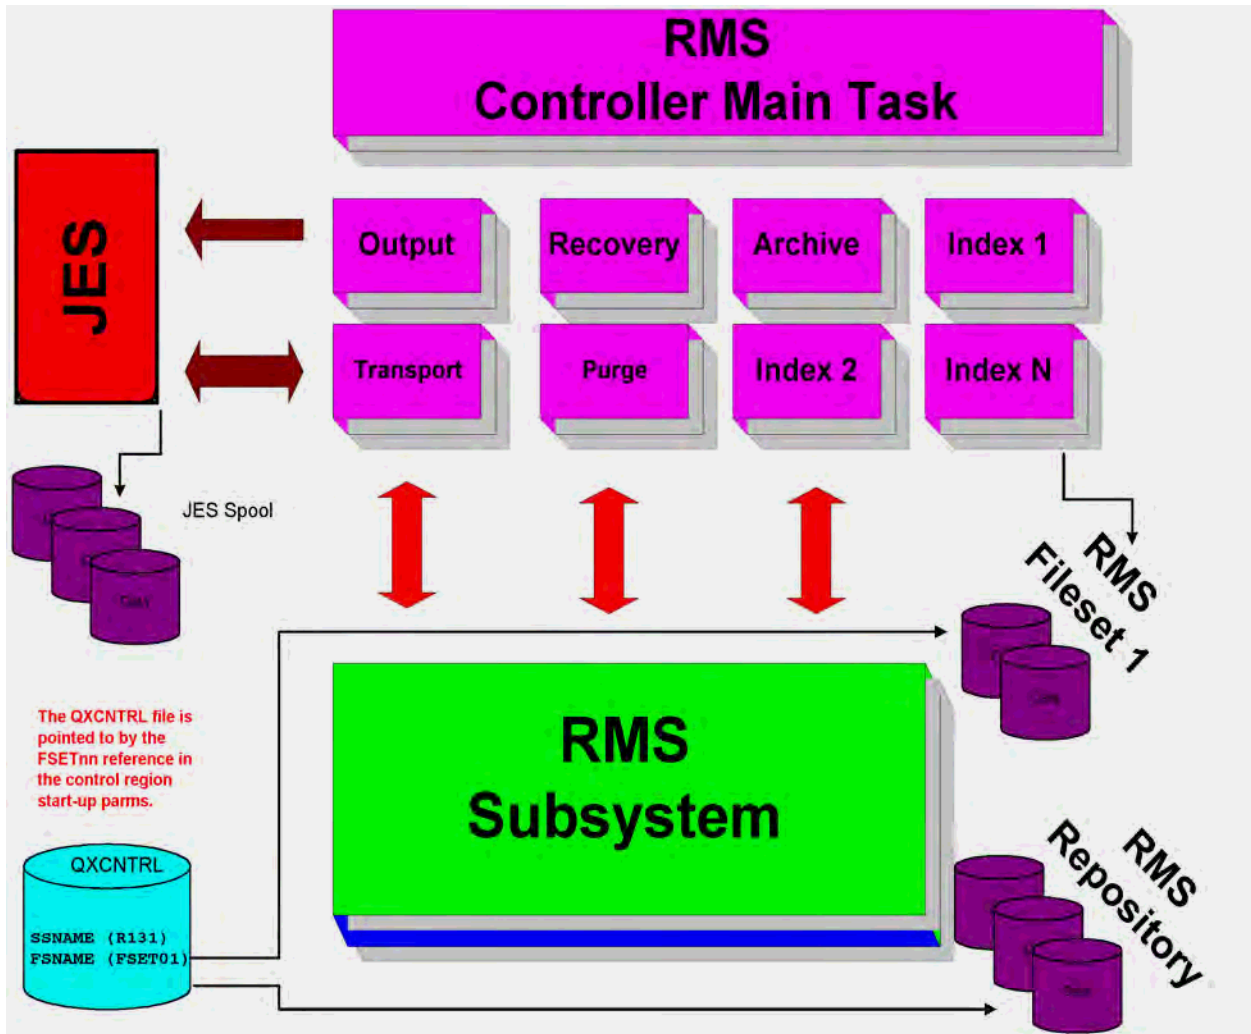 RMS
Controller Main Task
JES
Output
Recovery
Archive
Index 1
Transport
Purge
Index 2
Index N
JES Spool
RMS
Fileset 1
The QXCNTRL file is
pointed to by the
FSETnn reference in
the control region
start-up parms.
RMS
Subsystem
QXCNTRL
SSNAME (R131)
FSNAME (FSET01)
RMS
Repository